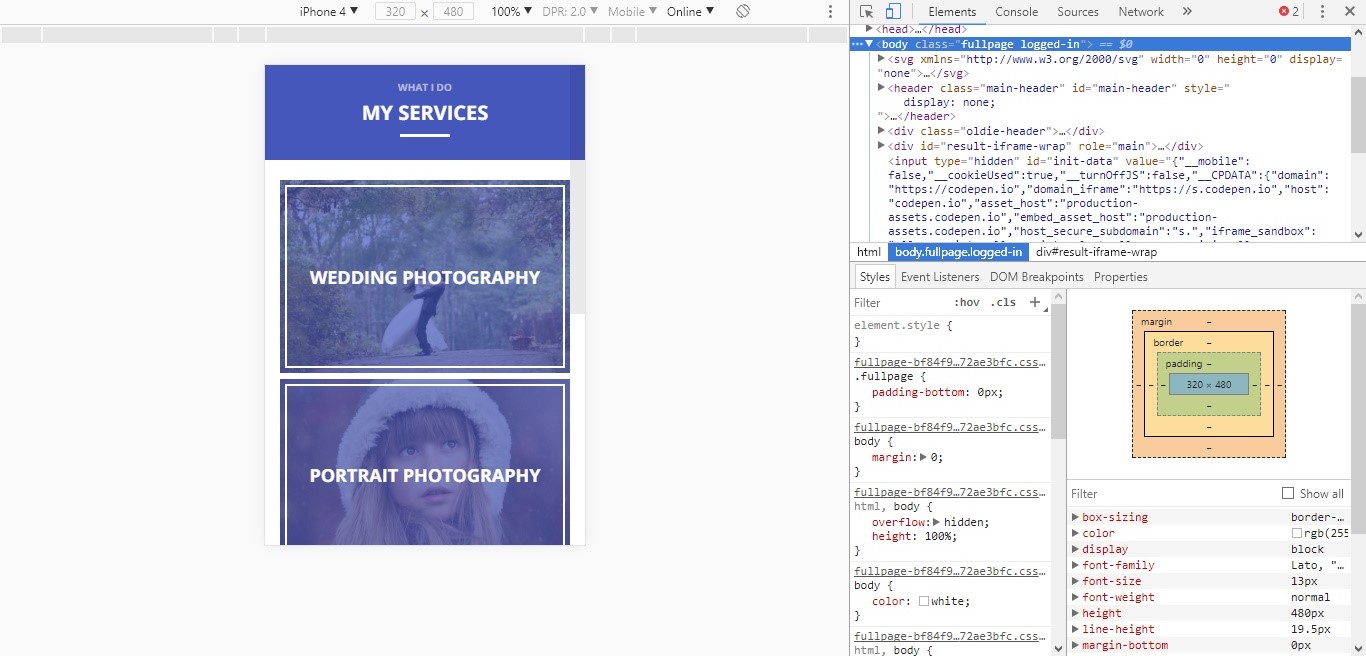 iPhone 4 ▼ 320 × 480 100% ▼ DPR: 2.0 ▼ Mobile ▼ Online ▼
WHAT I DO
MY SERVICES
WEDDING PHOTOGRAPHY
PORTRAIT PHOTOGRAPHY
Elements Console Sources Network » 2
▶<head>…</head>
…▼<body class="fullpage logged-in"> == $0
▶<svg xmlns="http://www.w3.org/2000/svg" width="0" height="0" display=
"none">…</svg>
▶<header class="main-header" id="main-header" style="
display: none;
">…</header>
▶<div class="oldie-header">…</div>
▶<div id="result-iframe-wrap" role="main">…</div>
<input type="hidden" id="init-data" value="{"__mobile":
false,"__cookieUsed":true,"__turnOffJS":false,"__CPDATA":{"domain":
"https://codepen.io","domain_iframe":"https://s.codepen.io","host":
"codepen.io","asset_host":"production-
assets.codepen.io","embed_asset_host":"production-
assets.codepen.io","host_secure_subdomain":"s.","iframe_sandbox":
html body.fullpage.logged-in div#result-iframe-wrap
Styles Event Listeners DOM Breakpoints Properties
Filter :hov .cls +
element.style {
}
fullpage-bf84f9…72ae3bfc.css…
.fullpage {
padding-bottom: 0px;
}
fullpage-bf84f9…72ae3bfc.css…
body {
margin:▶0;
}
fullpage-bf84f9…72ae3bfc.css…
html, body {
overflow:▶hidden;
height: 100%;
}
fullpage-bf84f9…72ae3bfc.css…
body {
color: white;
}
fullpage-bf84f9…72ae3bfc.css…
html, body {
margin –
border –
padding –
– – – 320 × 480 – – –
–
–
–
Filter Show all
▶box-sizing border-…
▶color rgb(255
▶display block
▶font-family Lato, "…
▶font-size 13px
▶font-weight normal
▶height 480px
▶line-height 19.5px
▶margin-bottom 0px